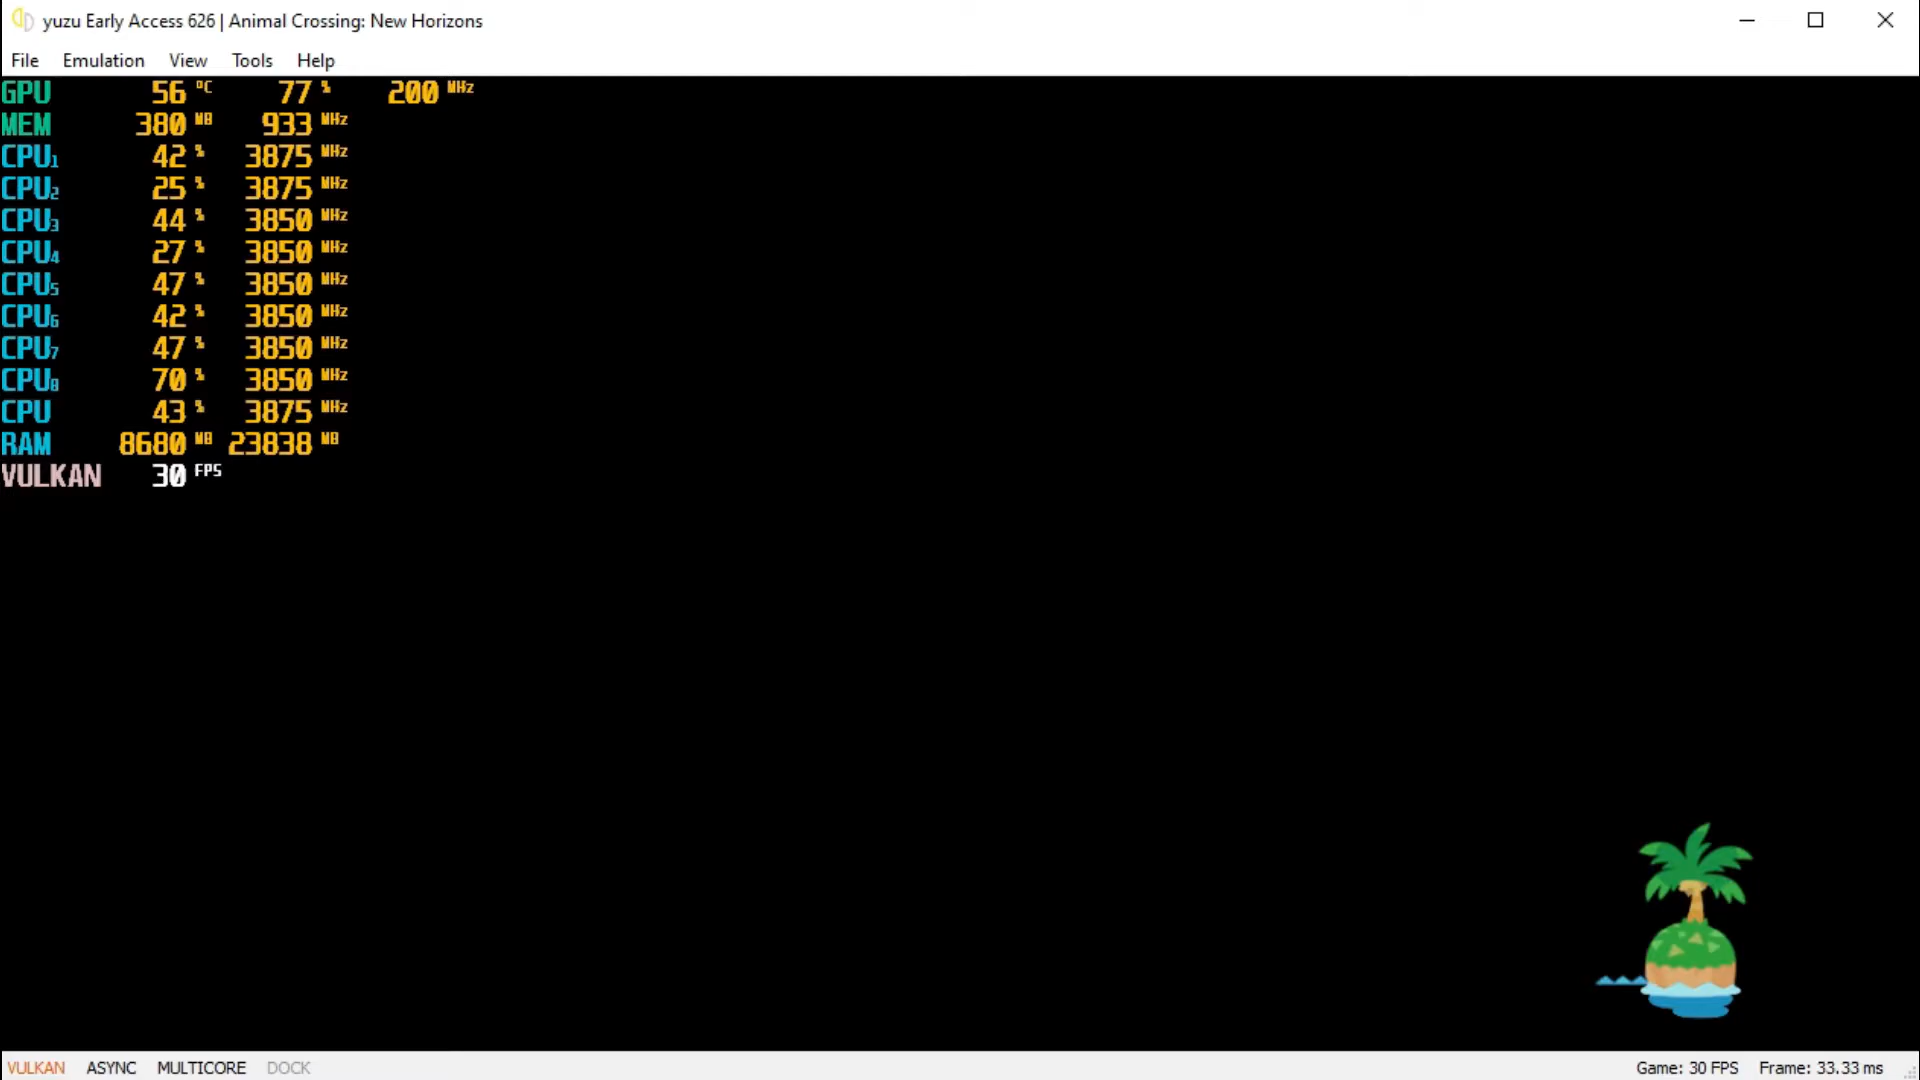 yuzu Early Access 626 | Animal Crossing: New Horizons
File Emulation View Tools Help
GPU 56 °C 77 % 200 MHz
MEM 380 MB 933 MHz
CPU1 42 % 3875 MHz
CPU2 25 % 3875 MHz
CPU3 44 % 3850 MHz
CPU4 27 % 3850 MHz
CPU5 47 % 3850 MHz
CPU6 42 % 3850 MHz
CPU7 47 % 3850 MHz
CPU8 70 % 3850 MHz
CPU 43 % 3875 MHz
RAM 8680 MB 23838 MB
VULKAN 30 FPS
VULKAN ASYNC MULTICORE DOCK Game: 30 FPS Frame: 33.33 ms